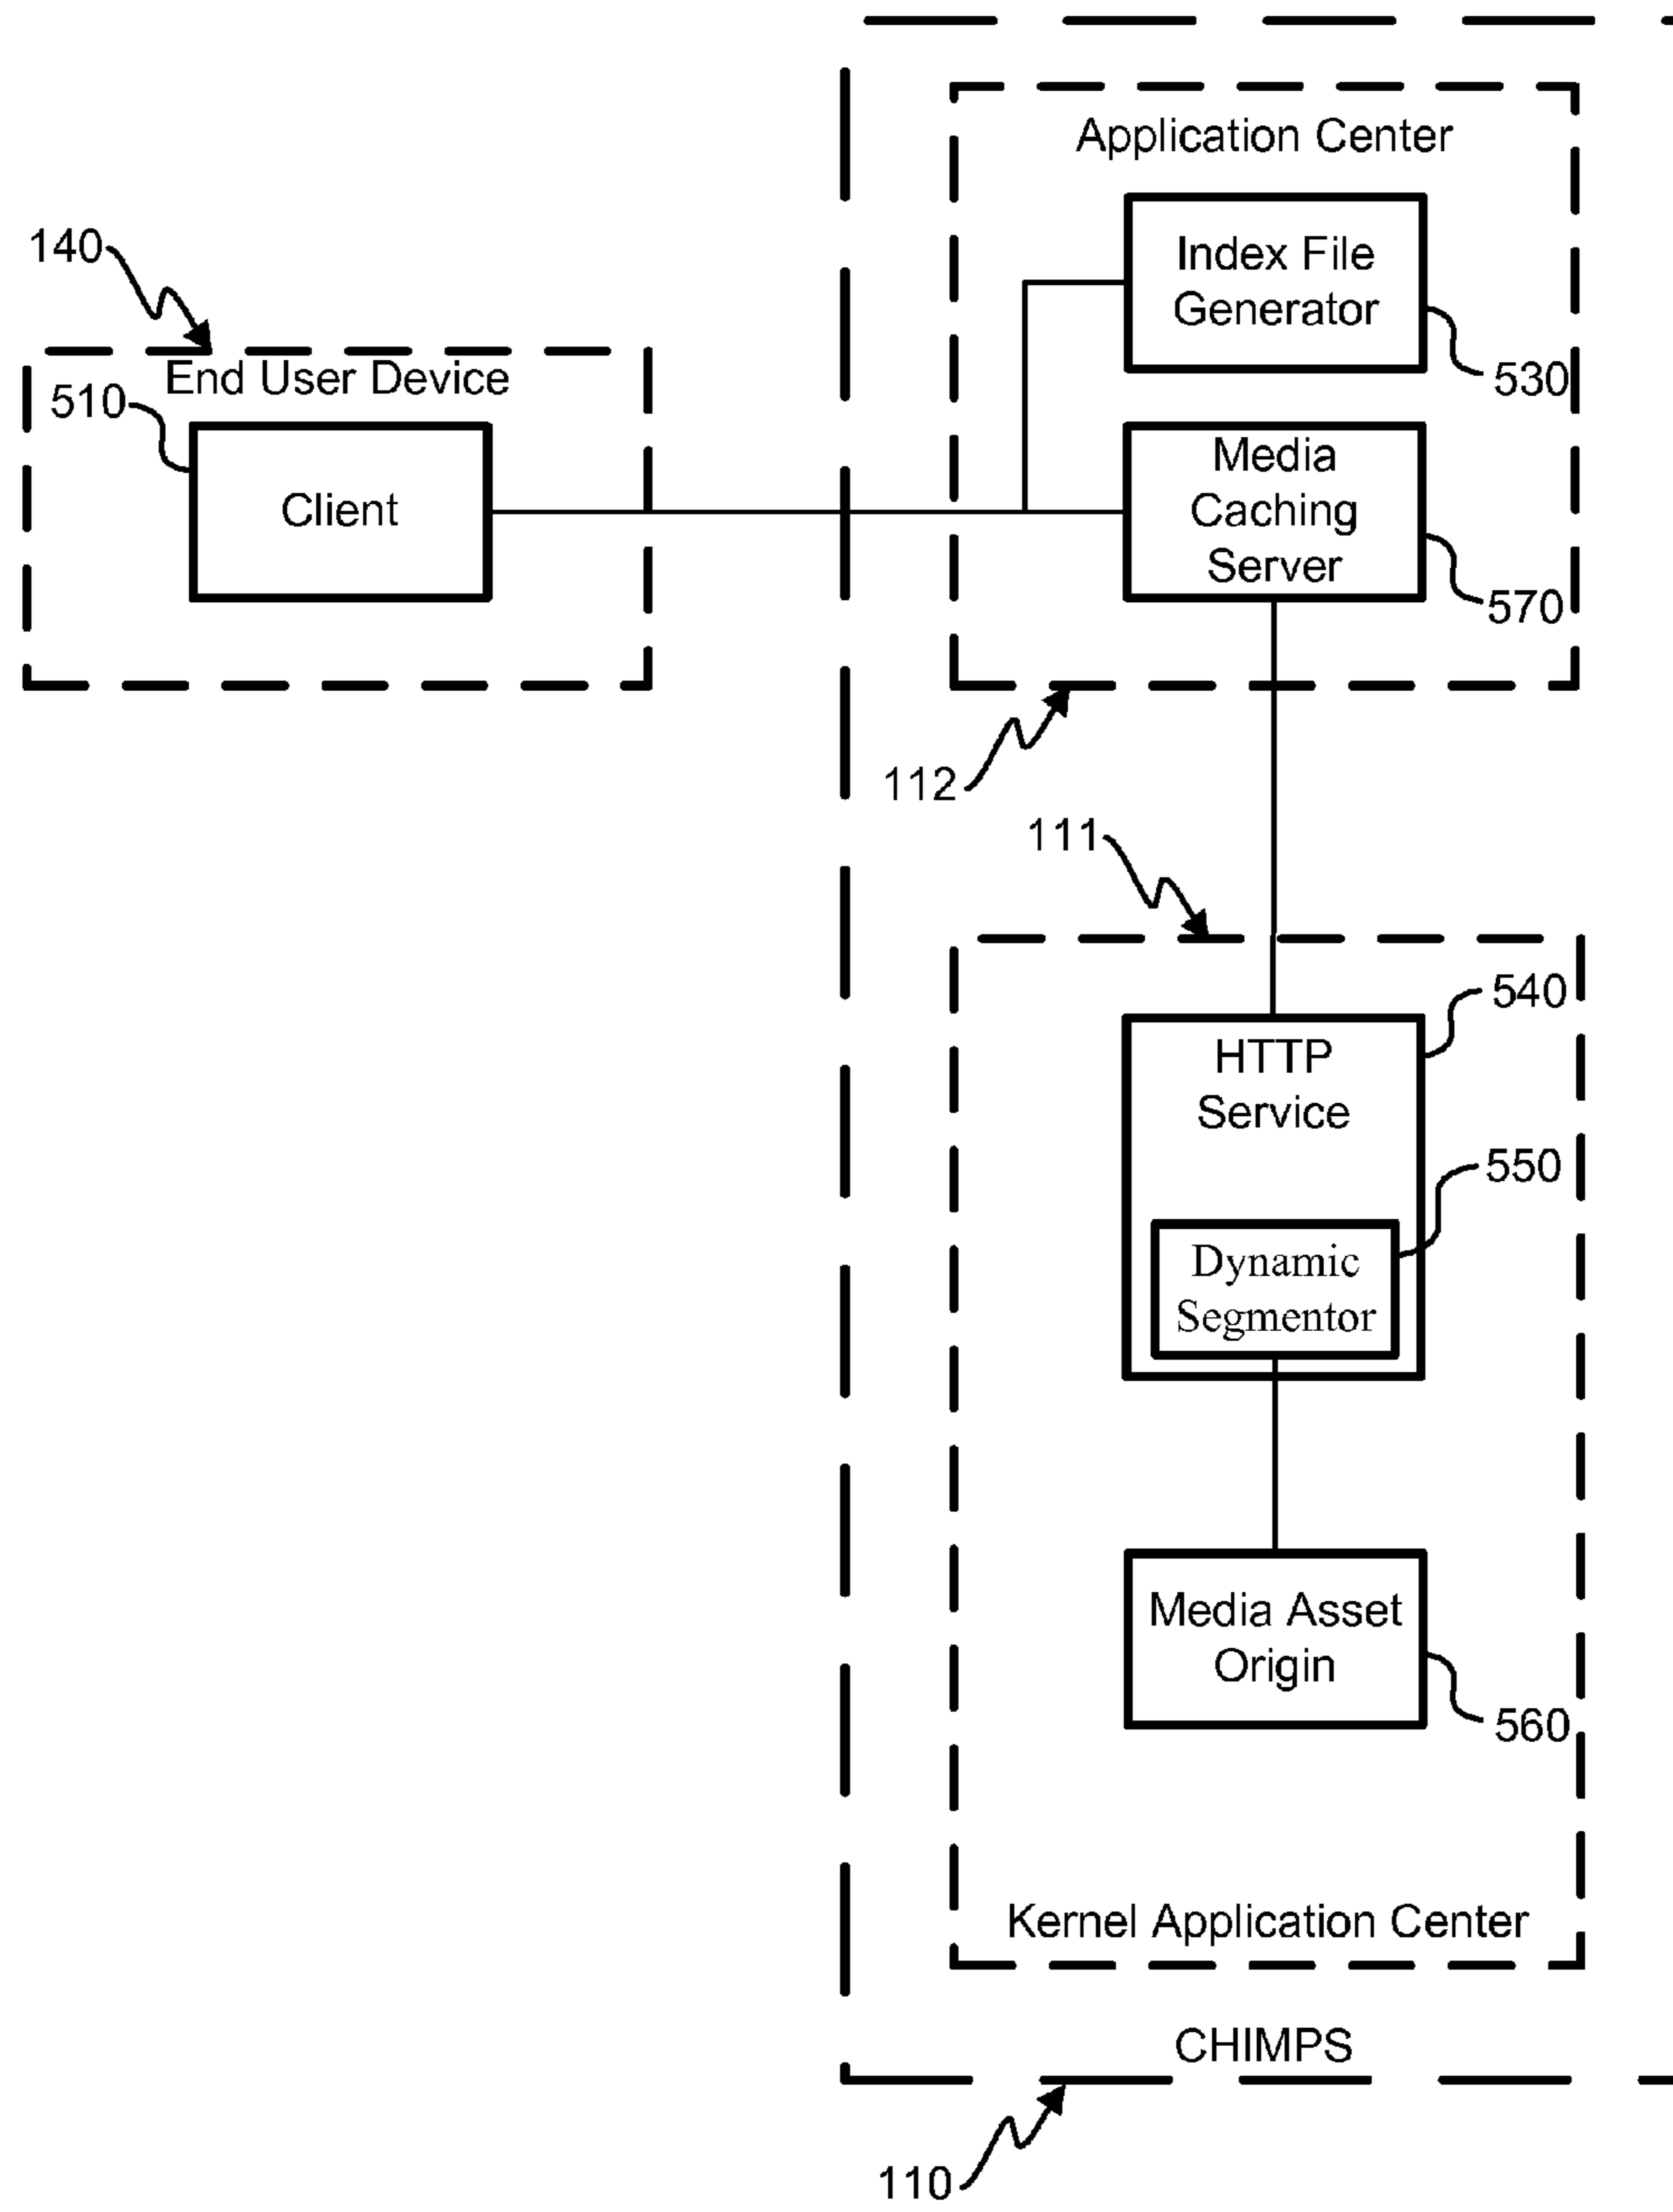 Application Center
Index File
Generator
530
140
End User Device
510
Client
Media
Caching
Server
570
112
111
540
HTTP
Service
550
Dynamic
Segmentor
Media Asset
Origin
560
Kernel Application Center
CHIMPS
110